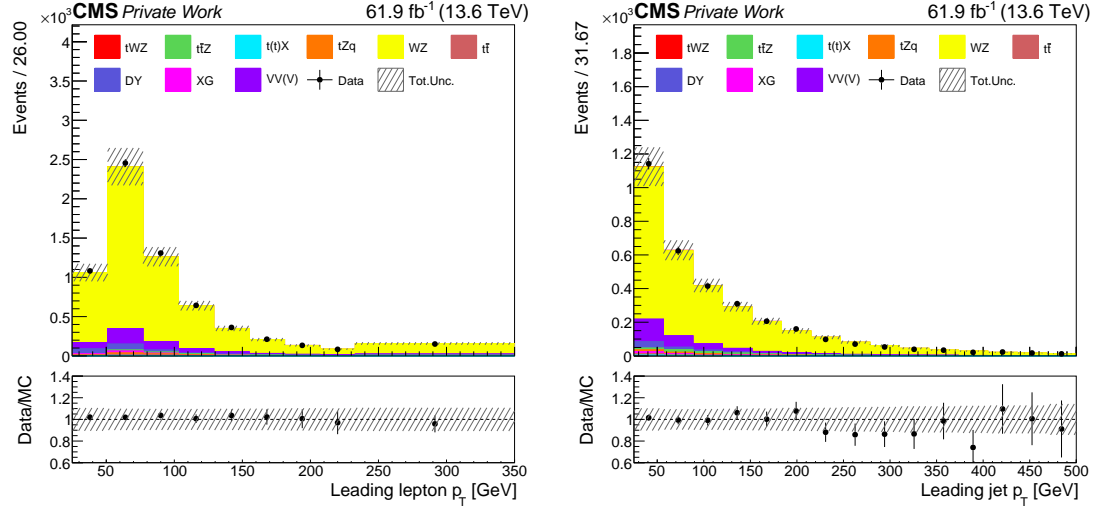 CMS Private Work 61.9 fb⁻¹ (13.6 TeV)
×10³
Events / 26.00
tWZ tt̄Z t(t)X tZq WZ tt̄
DY XG VV(V) Data Tot.Unc.
4
3.5
3
2.5
2
1.5
1
0.5
0
Data/MC
1.4
1.2
1
0.8
0.6
50 100 150 200 250 300 350
Leading lepton p_T [GeV]
CMS Private Work 61.9 fb⁻¹ (13.6 TeV)
×10³
Events / 31.67
tWZ tt̄Z t(t)X tZq WZ tt̄
DY XG VV(V) Data Tot.Unc.
1.8
1.6
1.4
1.2
1.0
0.8
0.6
0.4
0.2
0
Data/MC
1.4
1.2
1
0.8
0.6
50 100 150 200 250 300 350 400 450 500
Leading jet p_T [GeV]